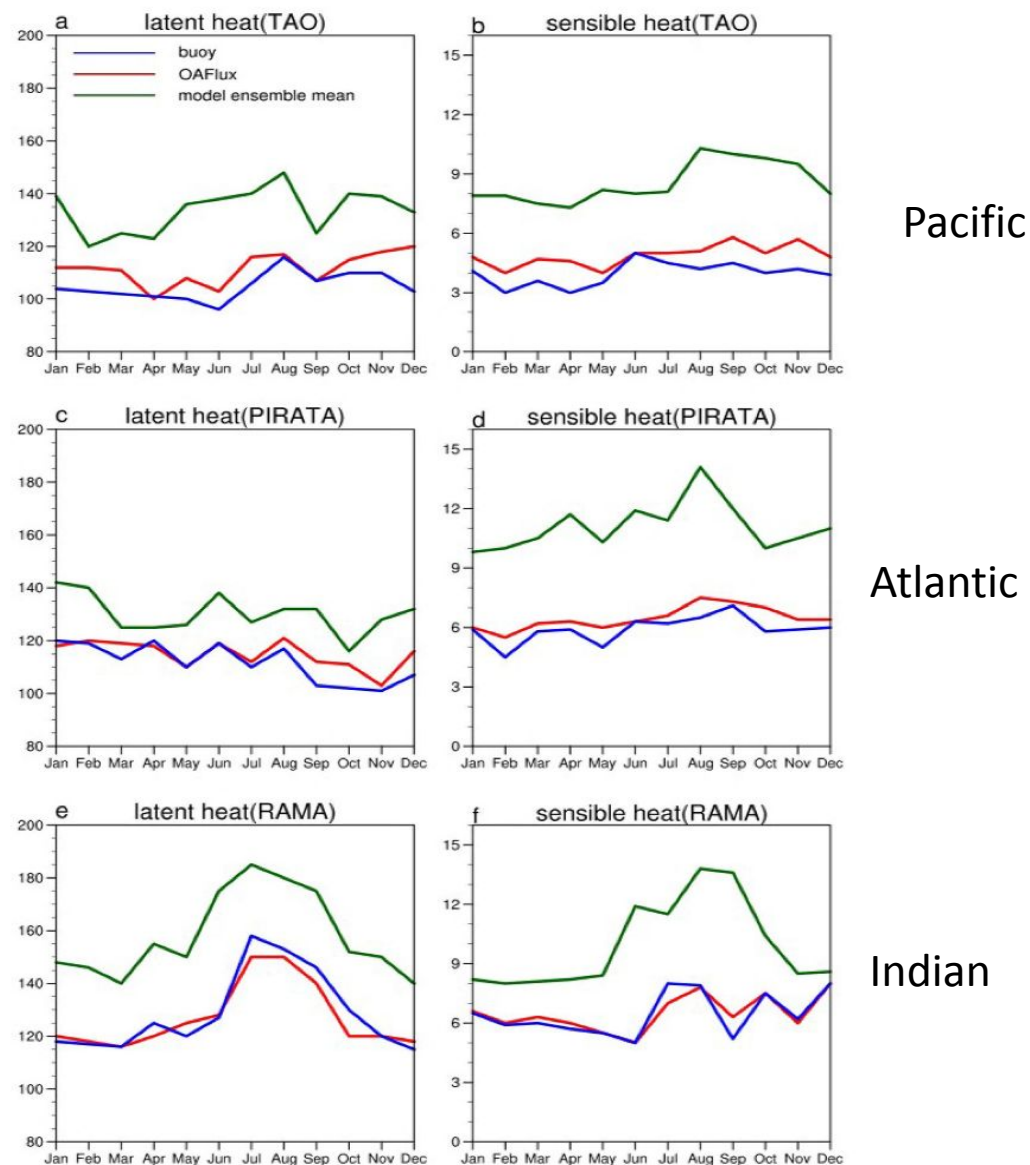 a latent heat(TAO)
200
180
160
140
120
100
80
buoy
OAFlux
model ensemble mean
Jan Feb Mar Apr May Jun Jul Aug Sep Oct Nov Dec
b sensible heat(TAO)
15
12
9
6
3
0
Jan Feb Mar Apr May Jun Jul Aug Sep Oct Nov Dec
Pacific
c latent heat(PIRATA)
200
180
160
140
120
100
80
Jan Feb Mar Apr May Jun Jul Aug Sep Oct Nov Dec
d sensible heat(PIRATA)
15
12
9
6
3
0
Jan Feb Mar Apr May Jun Jul Aug Sep Oct Nov Dec
Atlantic
e latent heat(RAMA)
200
180
160
140
120
100
80
Jan Feb Mar Apr May Jun Jul Aug Sep Oct Nov Dec
f sensible heat(RAMA)
15
12
9
6
3
0
Jan Feb Mar Apr May Jun Jul Aug Sep Oct Nov Dec
Indian